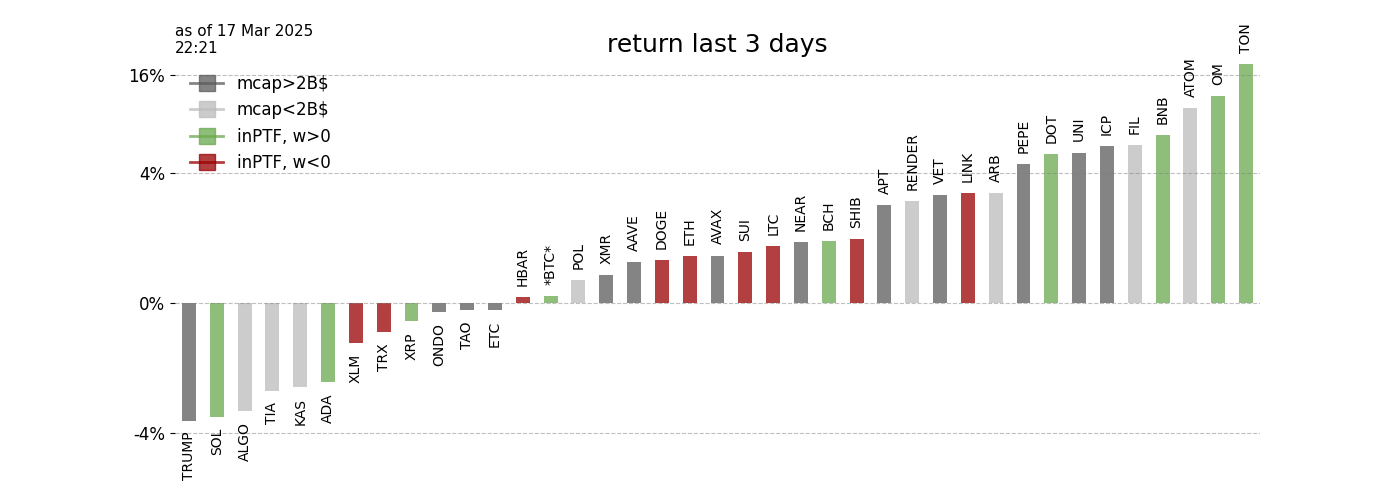 as of 17 Mar 2025
22:21
return last 3 days
16%
4%
0%
-4%
mcap>2B$
mcap<2B$
inPTF, w>0
inPTF, w<0
TRUMP
SOL
ALGO
TIA
KAS
ADA
XLM
TRX
XRP
ONDO
TAO
ETC
HBAR
*BTC*
POL
XMR
AAVE
DOGE
ETH
AVAX
SUI
LTC
NEAR
BCH
SHIB
APT
RENDER
VET
LINK
ARB
PEPE
DOT
UNI
ICP
FIL
BNB
ATOM
OM
TON